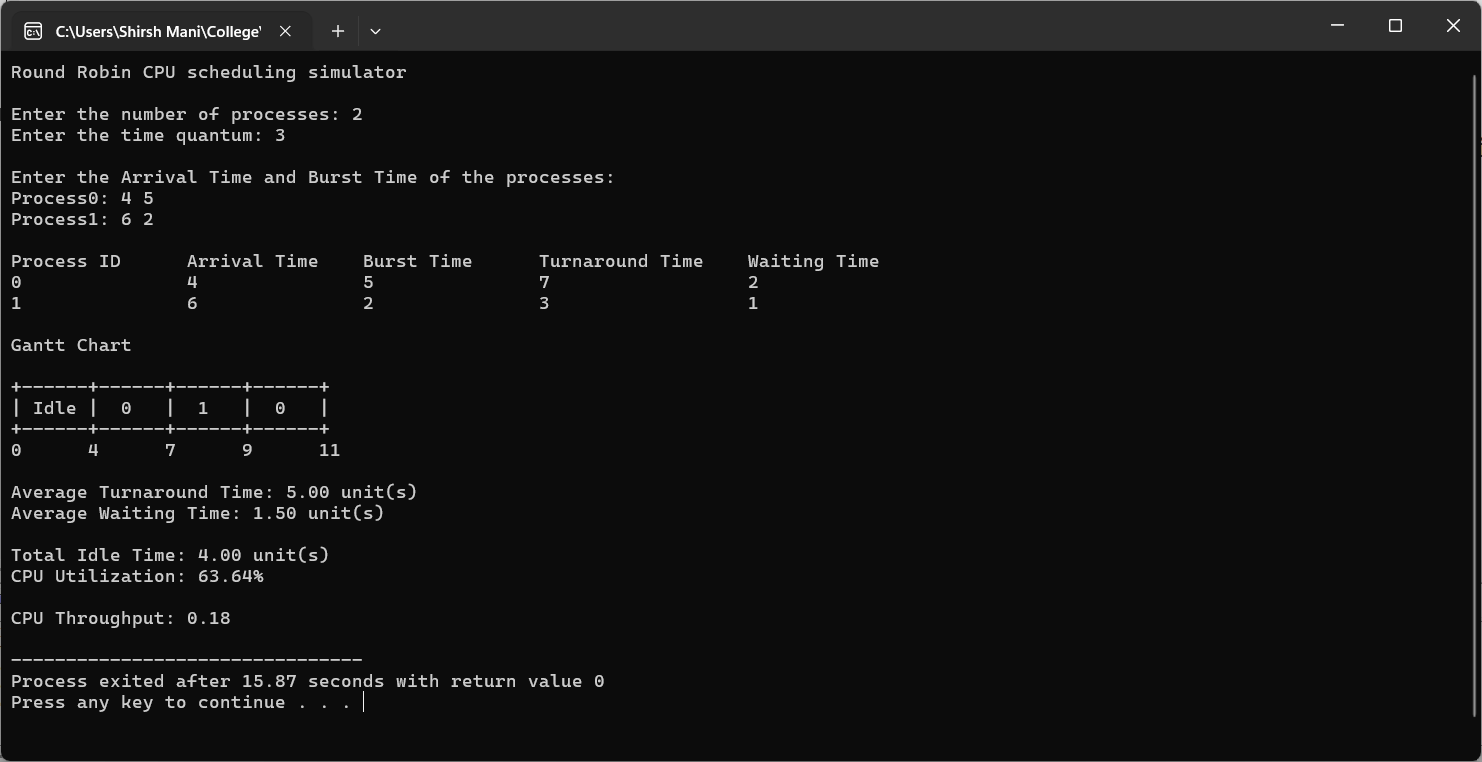 C:\Users\Shirsh Mani\College\
Round Robin CPU scheduling simulator
Enter the number of processes: 2
Enter the time quantum: 3
Enter the Arrival Time and Burst Time of the processes:
Process0: 4 5
Process1: 6 2
Process ID      Arrival Time    Burst Time      Turnaround Time    Waiting Time
0               4               5               7                  2
1               6               2               3                  1
Gantt Chart
+------+------+------+------+
| Idle |  0   |  1   |  0   |
+------+------+------+------+
0      4      7      9      11
Average Turnaround Time: 5.00 unit(s)
Average Waiting Time: 1.50 unit(s)
Total Idle Time: 4.00 unit(s)
CPU Utilization: 63.64%
CPU Throughput: 0.18
--------------------------------
Process exited after 15.87 seconds with return value 0
Press any key to continue . . .